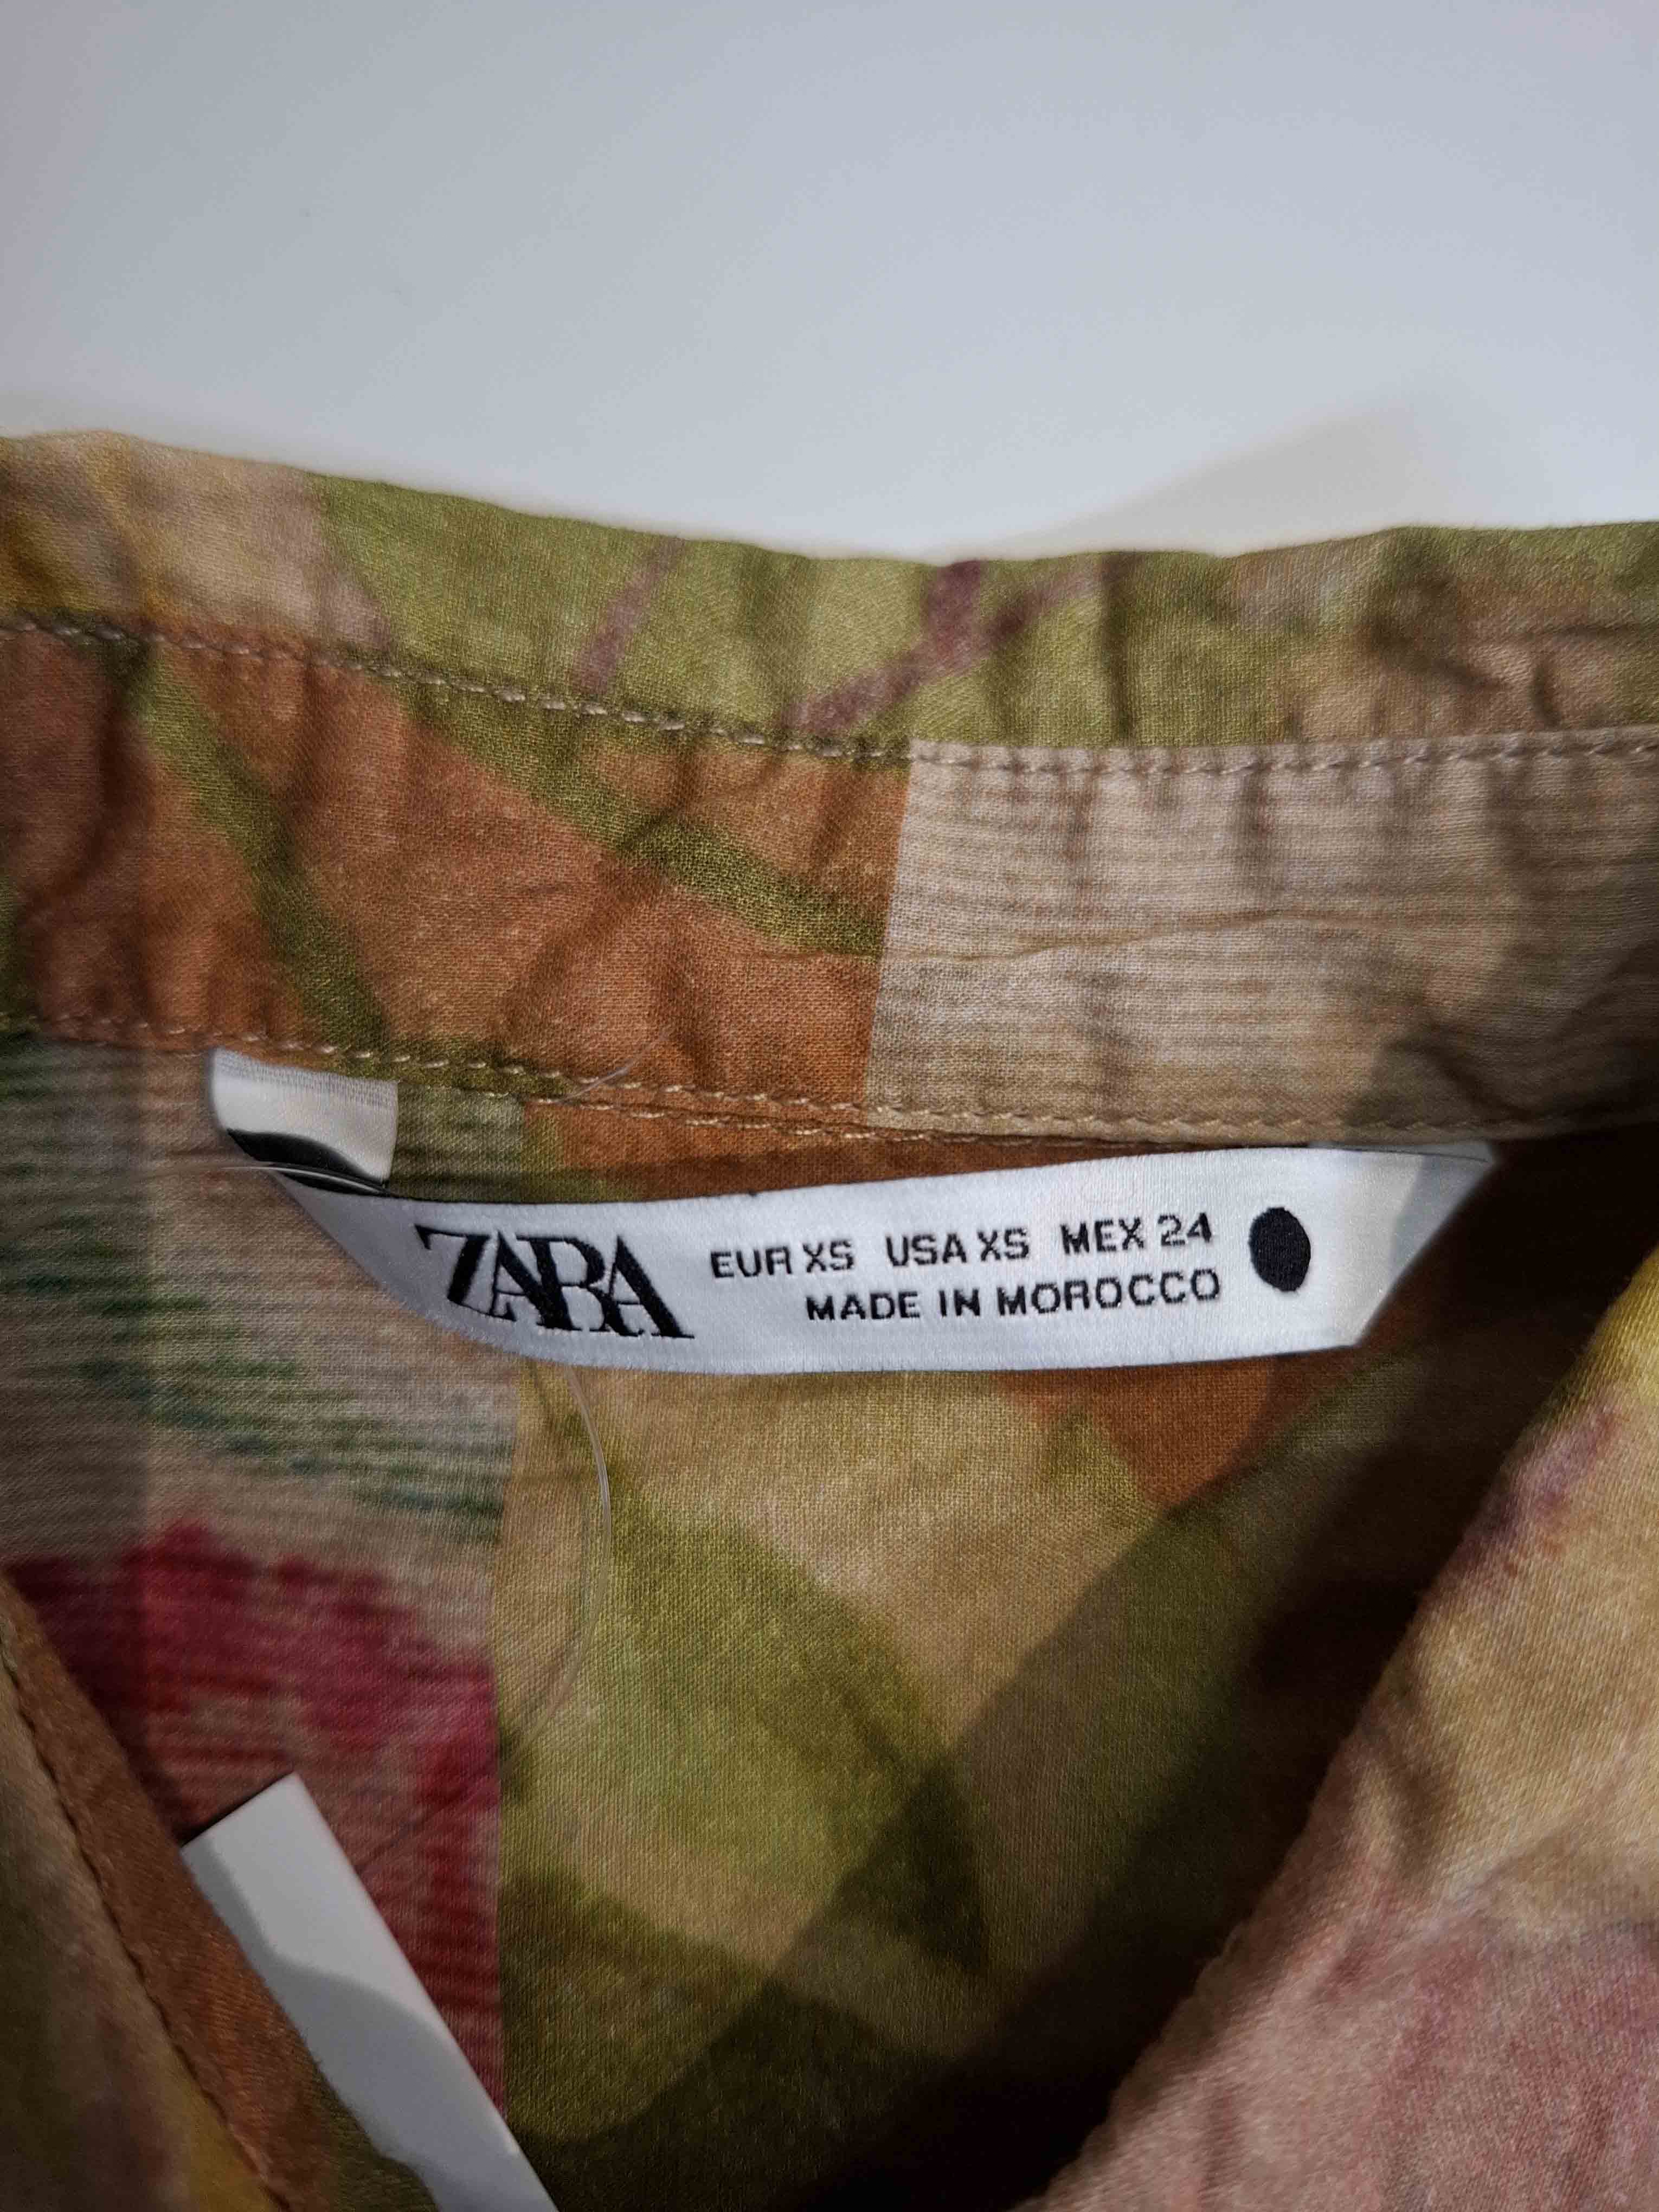 ZARA
EUR XS USA XS MEX 24
MADE IN MOROCCO